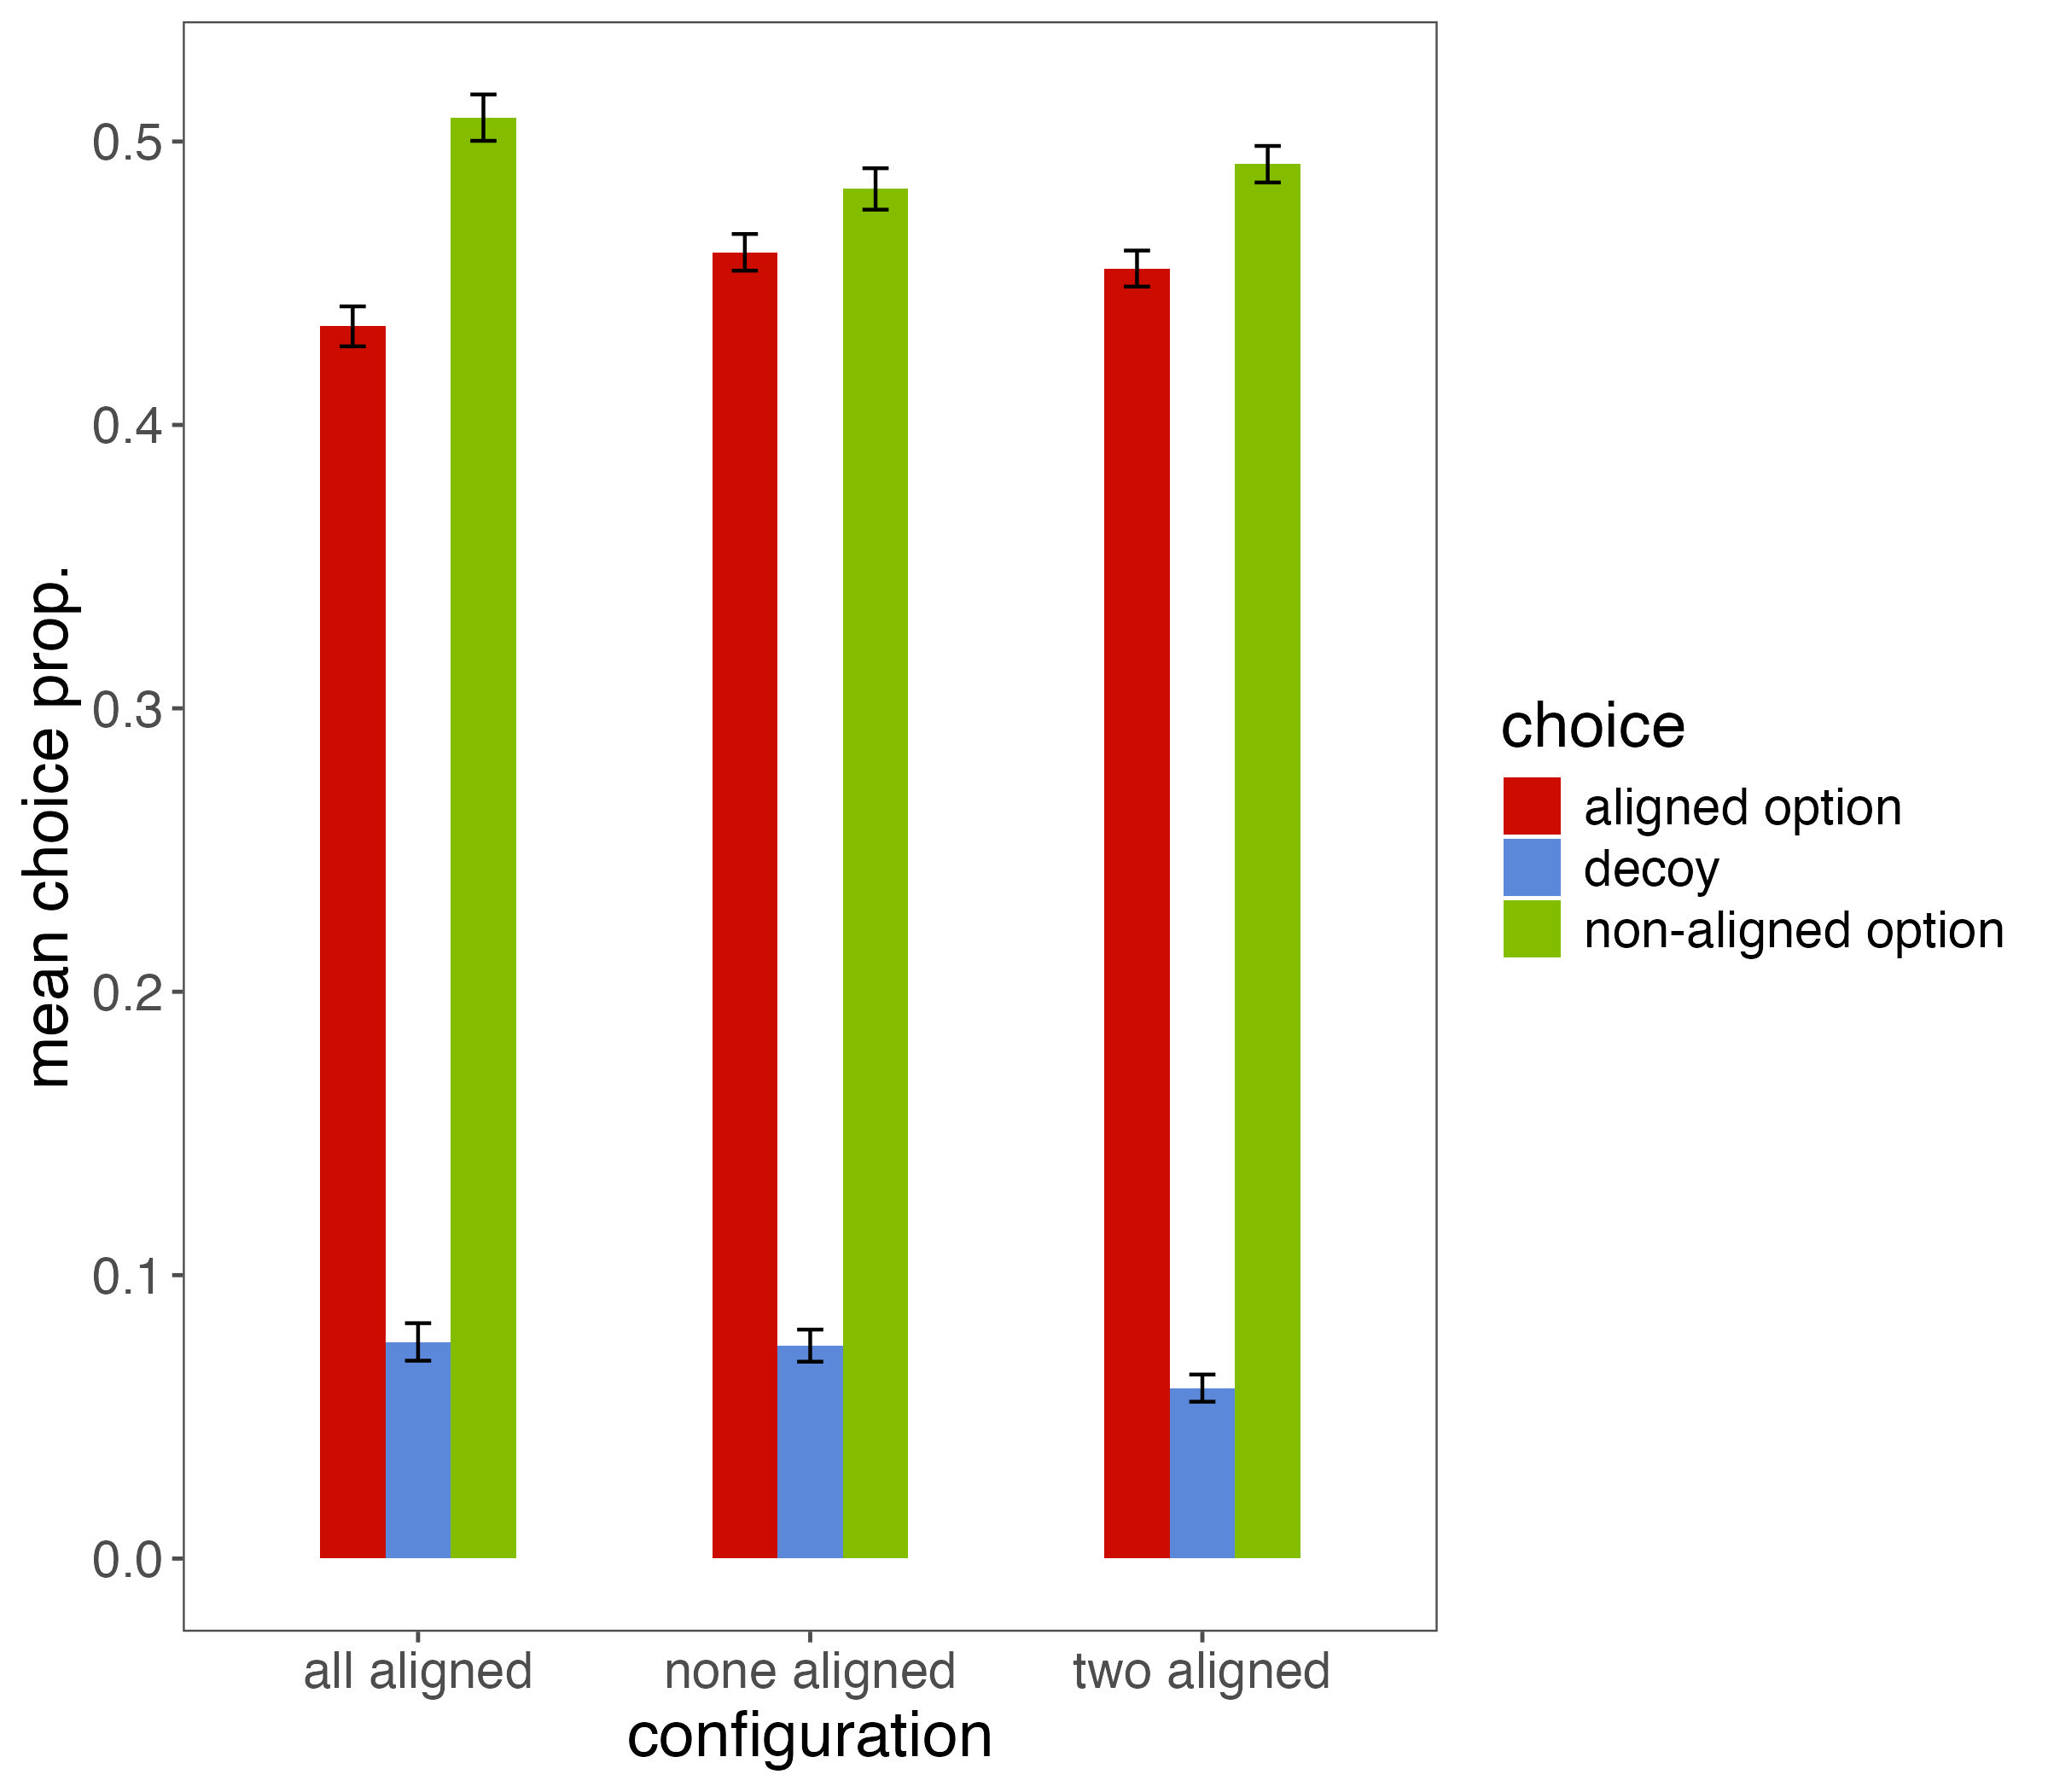 mean choice prop.
0.5
0.4
0.3
0.2
0.1
0.0
all aligned
none aligned
two aligned
configuration
choice
aligned option
decoy
non-aligned option